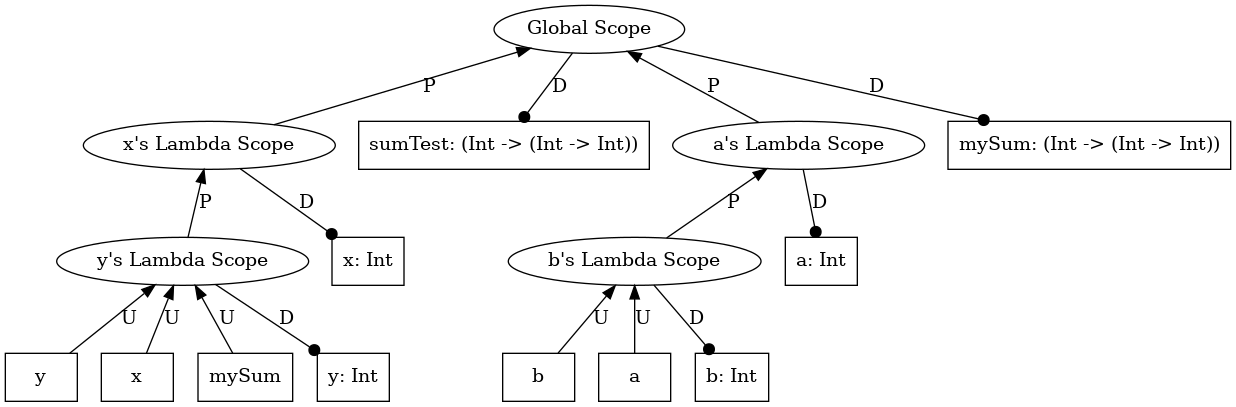 Global Scope
P
D
P
D
x's Lambda Scope
sumTest: (Int -> (Int -> Int))
a's Lambda Scope
mySum: (Int -> (Int -> Int))
P
D
P
D
y's Lambda Scope
x: Int
b's Lambda Scope
a: Int
U
U
U
D
U
U
D
y
x
mySum
y: Int
b
a
b: Int